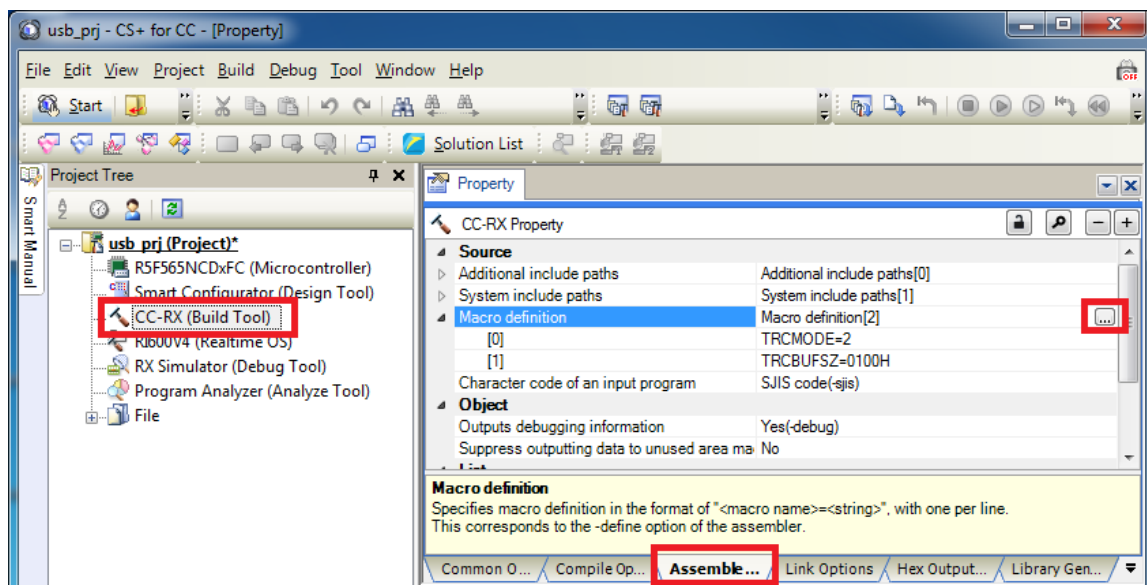 usb_prj - CS+ for CC - [Property]
File Edit View Project Build Debug Tool Window Help
OFF
Start
Solution List
Smart Manual
Project Tree
usb_prj (Project)*
R5F565NCDxFC (Microcontroller)
Smart Configurator (Design Tool)
CC-RX (Build Tool)
RI600V4 (Realtime OS)
RX Simulator (Debug Tool)
Program Analyzer (Analyze Tool)
File
Property
CC-RX Property
Source
Additional include paths Additional include paths[0]
System include paths System include paths[1]
Macro definition Macro definition[2] ...
[0] TRCMODE=2
[1] TRCBUFSZ=0100H
Character code of an input program SJIS code(-sjis)
Object
Outputs debugging information Yes(-debug)
Suppress outputting data to unused area ma No
List
Macro definition
Specifies macro definition in the format of "<macro name>=<string>", with one per line.
This corresponds to the -define option of the assembler.
Common O... Compile Op... Assemble ... Link Options Hex Output... Library Gen...